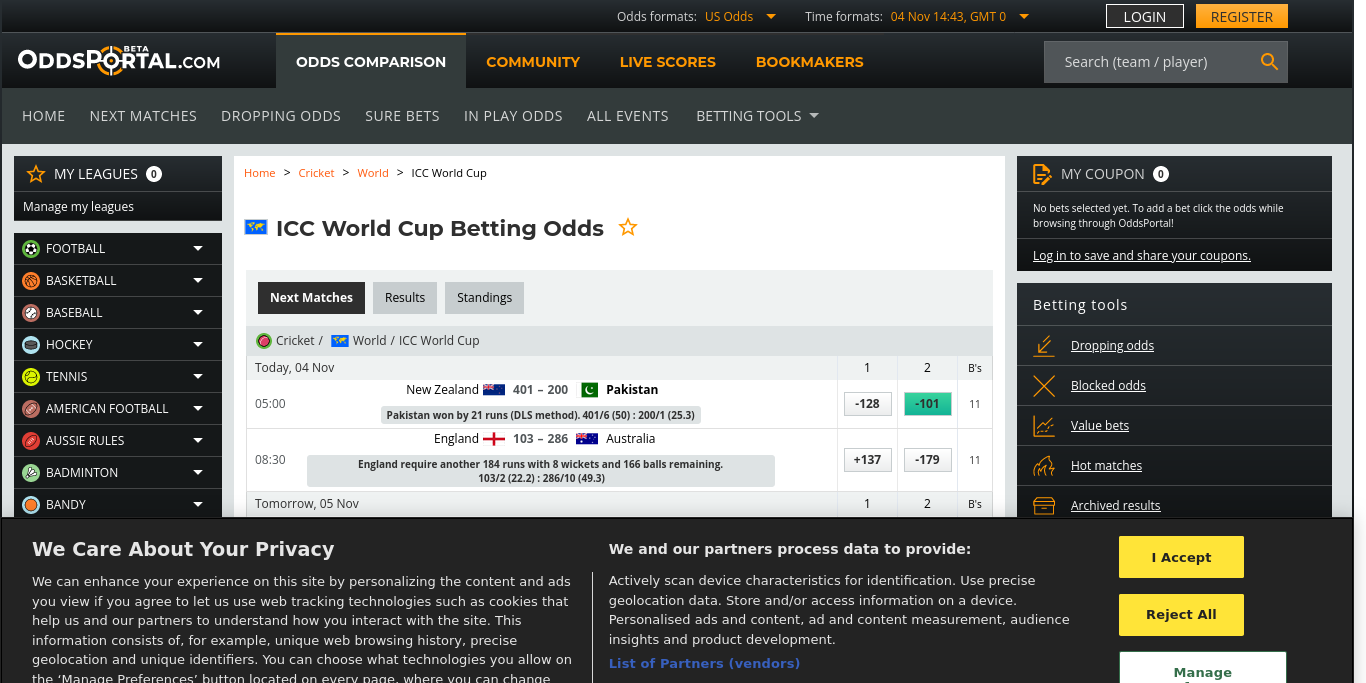 Odds formats: US Odds Time formats: 04 Nov 14:43, GMT 0 LOGIN REGISTER
ODDSPORTAL.COM BETA ODDS COMPARISON COMMUNITY LIVE SCORES BOOKMAKERS Search (team / player)
HOME NEXT MATCHES DROPPING ODDS SURE BETS IN PLAY ODDS ALL EVENTS BETTING TOOLS
MY LEAGUES 0
Manage my leagues
FOOTBALL
BASKETBALL
BASEBALL
HOCKEY
TENNIS
AMERICAN FOOTBALL
AUSSIE RULES
BADMINTON
BANDY
Home > Cricket > World > ICC World Cup
ICC World Cup Betting Odds
Next Matches Results Standings
Cricket / World / ICC World Cup
Today, 04 Nov 1 2 B's
New Zealand 401 – 200 Pakistan
05:00 -128 -101 11
Pakistan won by 21 runs (DLS method). 401/6 (50) : 200/1 (25.3)
England 103 – 286 Australia
08:30 +137 -179 11
England require another 184 runs with 8 wickets and 166 balls remaining.
103/2 (22.2) : 286/10 (49.3)
Tomorrow, 05 Nov 1 2 B's
MY COUPON 0
No bets selected yet. To add a bet click the odds while
browsing through OddsPortal!
Log in to save and share your coupons.
Betting tools
Dropping odds
Blocked odds
Value bets
Hot matches
Archived results
We Care About Your Privacy
We can enhance your experience on this site by personalizing the content and ads
you view if you agree to let us use web tracking technologies such as cookies that
help us and our partners to understand how you interact with the site. This
information consists of, for example, unique web browsing history, precise
geolocation and unique identifiers. You can choose what technologies you allow on
the ‘Manage Preferences’ button located on every page, where you can change
We and our partners process data to provide:
Actively scan device characteristics for identification. Use precise
geolocation data. Store and/or access information on a device.
Personalised ads and content, ad and content measurement, audience
insights and product development.
List of Partners (vendors)
I Accept
Reject All
Manage